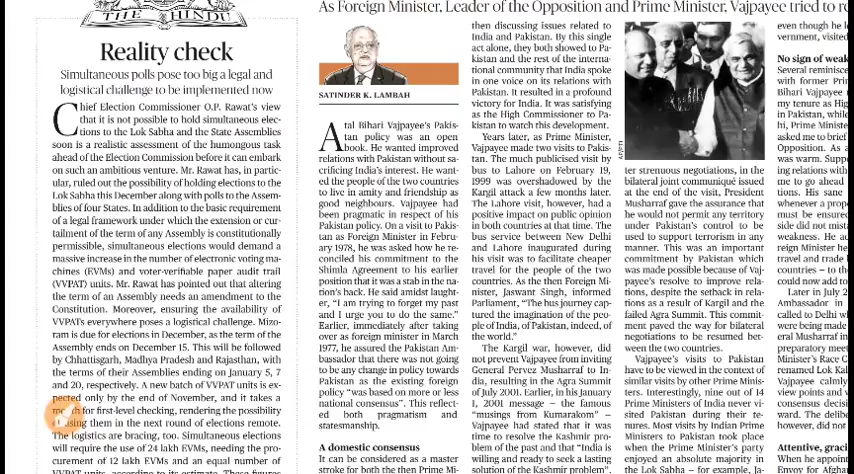 THE HINDU
Reality check
Simultaneous polls pose too big a legal and
logistical challenge to be implemented now
Chief Election Commissioner O.P. Rawat's view
that it is not possible to hold simultaneous elec-
tions to the Lok Sabha and the State Assemblies
soon is a realistic assessment of the humongous task
ahead of the Election Commission before it can embark
on such an ambitious venture. Mr. Rawat has, in partic-
ular, ruled out the possibility of holding elections to the
Lok Sabha this December along with polls to the Assem-
blies of four States. In addition to the basic requirement
of a legal framework under which the extension or cur-
tailment of the term of any Assembly is constitutionally
permissible, simultaneous elections would demand a
massive increase in the number of electronic voting ma-
chines (EVMs) and voter-verifiable paper audit trail
(VVPAT) units. Mr. Rawat has pointed out that altering
the term of an Assembly needs an amendment to the
Constitution. Moreover, ensuring the availability of
VVPATs everywhere poses a logistical challenge. Mizo-
ram is due for elections in December, as the term of the
Assembly ends on December 15. This will be followed
by Chhattisgarh, Madhya Pradesh and Rajasthan, with
the terms of their Assemblies ending on January 5, 7
and 20, respectively. A new batch of VVPAT units is ex-
pected only by the end of November, and it takes a
for first-level checking, rendering the possibility
using them in the next round of elections remote.
The logistics are bracing, too. Simultaneous elections
will require the use of 24 lakh EVMs, needing the pro-
curement of 12 lakh EVMs and an equal number of
VVPAT units, according to its estimate. These figures
As Foreign Minister, Leader of the Opposition and Prime Minister, Vajpayee tried to re
SATINDER K. LAMBAH
Atal Bihari Vajpayee's Pakis-
tan policy was an open
book. He wanted improved
relations with Pakistan without sa-
crificing India's interest. He want-
ed the people of the two countries
to live in amity and friendship as
good neighbours. Vajpayee had
been pragmatic in respect of his
Pakistan policy. On a visit to Pakis-
tan as Foreign Minister in Febru-
ary 1978, he was asked how he re-
conciled his commitment to the
Shimla Agreement to his earlier
position that it was a stab in the na-
tion's back. He said amidst laught-
er, "I am trying to forget my past
and I urge you to do the same."
Earlier, immediately after taking
over as foreign minister in March
1977, he assured the Pakistan Am-
bassador that there was not going
to be any change in policy towards
Pakistan as the existing foreign
policy "was based on more or less
national consensus". This reflect-
ed both pragmatism and
statesmanship.
A domestic consensus
It can be considered as a master
stroke for both the then Prime Mi-
then discussing issues related to
India and Pakistan. By this single
act alone, they both showed to Pa-
kistan and the rest of the interna-
tional community that India spoke
in one voice on its relations with
Pakistan. It resulted in a profound
victory for India. It was satisfying
as the High Commissioner to Pa-
kistan to watch this development.
Years later, as Prime Minister,
Vajpayee made two visits to Pakis-
tan. The much publicised visit by
bus to Lahore on February 19,
1999 was overshadowed by the
Kargil attack a few months later.
The Lahore visit, however, had a
positive impact on public opinion
in both countries at that time. The
bus service between New Delhi
and Lahore inaugurated during
his visit was to facilitate cheaper
travel for the people of the two
countries. As the then Foreign Mi-
nister, Jaswant Singh, informed
Parliament, "The bus journey cap-
tured the imagination of the peo-
ple of India, of Pakistan, indeed, of
the world."
The Kargil war, however, did
not prevent Vajpayee from inviting
General Pervez Musharraf to In-
dia, resulting in the Agra Summit
of July 2001. Earlier, in his January
1, 2001 message – the famous
"musings from Kumarakom" –
Vajpayee had stated that it was
time to resolve the Kashmir pro-
blem of the past and that "India is
willing and ready to seek a lasting
solution of the Kashmir problem".
ter strenuous negotiations, in the
bilateral joint communiqué issued
at the end of the visit, President
Musharraf gave the assurance that
he would not permit any territory
under Pakistan's control to be
used to support terrorism in any
manner. This was an important
commitment by Pakistan which
was made possible because of Vaj-
payee's resolve to improve rela-
tions, despite the setback in rela-
tions as a result of Kargil and the
failed Agra Summit. This commit-
ment paved the way for bilateral
negotiations to be resumed bet-
ween the two countries.
Vajpayee's visits to Pakistan
have to be viewed in the context of
similar visits by other Prime Minis-
ters. Interestingly, nine out of 14
Prime Ministers of India never vi-
sited Pakistan during their te-
nures. Most visits by Indian Prime
Ministers to Pakistan took place
when the Prime Minister's party
enjoyed an absolute majority in
the Lok Sabha – for example, Ja-
even though he l
vernment, visited
No sign of weak
Several reminisce
with former Prin
Bihari Vajpayee r
my tenure as Hig
in Pakistan, while
hi, Prime Minister
asked me to brief
Opposition. As a
was warm. Suppo
ing relations with
me to go ahead
tions. His same
whenever a prop
must be ensured
side did not mista
weakness. He ac
reign Minister he
travel and trade l
countries – to th
could now add to
Later in July 2
Ambassador in
called to Delhi wh
were being made
eral Musharraf in
preparatory meet
Minister's Race C
renamed Lok Kal
Vajpayee calmly
view points and v
consensus decisi
ward. The delibe
however, did not
Attentive, graci
When he appoint
Envoy for Afgha